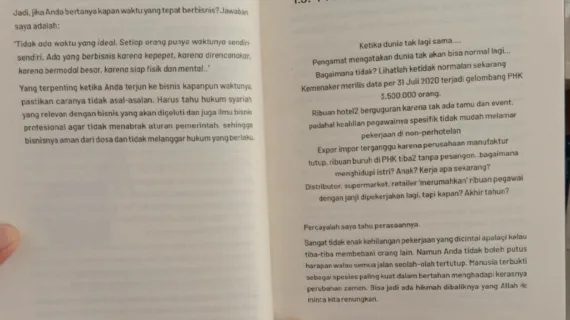 Jadi, jika Anda bertanya kapan waktu yang tepat berbisnis? Jawaban
saya adalah:
"Tidak ada waktu yang ideal. Setiap orang punya waktunya sendiri-
sendiri. Ada yang berbisnis karena kepepet, karena direncanakan,
karena bermodal besar, karena siap fisik dan mental.."
Yang terpenting ketika Anda terjun ke bisnis kapanpun waktunya,
pastikan caranya tidak asal-asalan. Harus tahu hukum syariah
yang relevan dengan bisnis yang akan digeluti dan juga ilmu bisnis
profesional agar tidak menabrak aturan pemerintah, sehingga
bisnisnya aman dari dosa dan tidak melanggar hukum yang berlaku.
Ketika dunia tak lagi sama....
Pengamat mengatakan dunia tak akan bisa normal lagi...
Bagaimana tidak? Lihatlah ketidak normalan sekarang
Kemenaker merilis data per 31 Juli 2020 terjadi gelombang PHK
3.500.000 orang.
Ribuan hotel2 berguguran karena tak ada tamu dan event,
padahal keahlian pegawainya spesifik tidak mudah melamar
pekerjaan di non-perhotelan
Expor impor terganggu karena perusahaan manufaktur
tutup, ribuan buruh di PHK tiba2 tanpa pesangon, bagaimana
menghidupi istri? Anak? Kerja apa sekarang?
Distributor, supermarket, retailer 'merumahkan' ribuan pegawai
dengan janji dipekerjakan lagi, tapi kapan? Akhir tahun?
Percayalah saya tahu perasaannya
Sangat tidak enak kehilangan pekerjaan yang dicintai apalagi kalau
tiba-tiba membebani orang lain. Namun Anda tidak boleh putus
harapan walau semua jalan seolah-olah tertutup. Manusia terbukti
sebagai spesies paling kuat dalam bertahan menghadapi kerasnya
perubahan zaman. Bisa jadi ada hikmah dibaliknya yang Allah
minta kita renungkan.